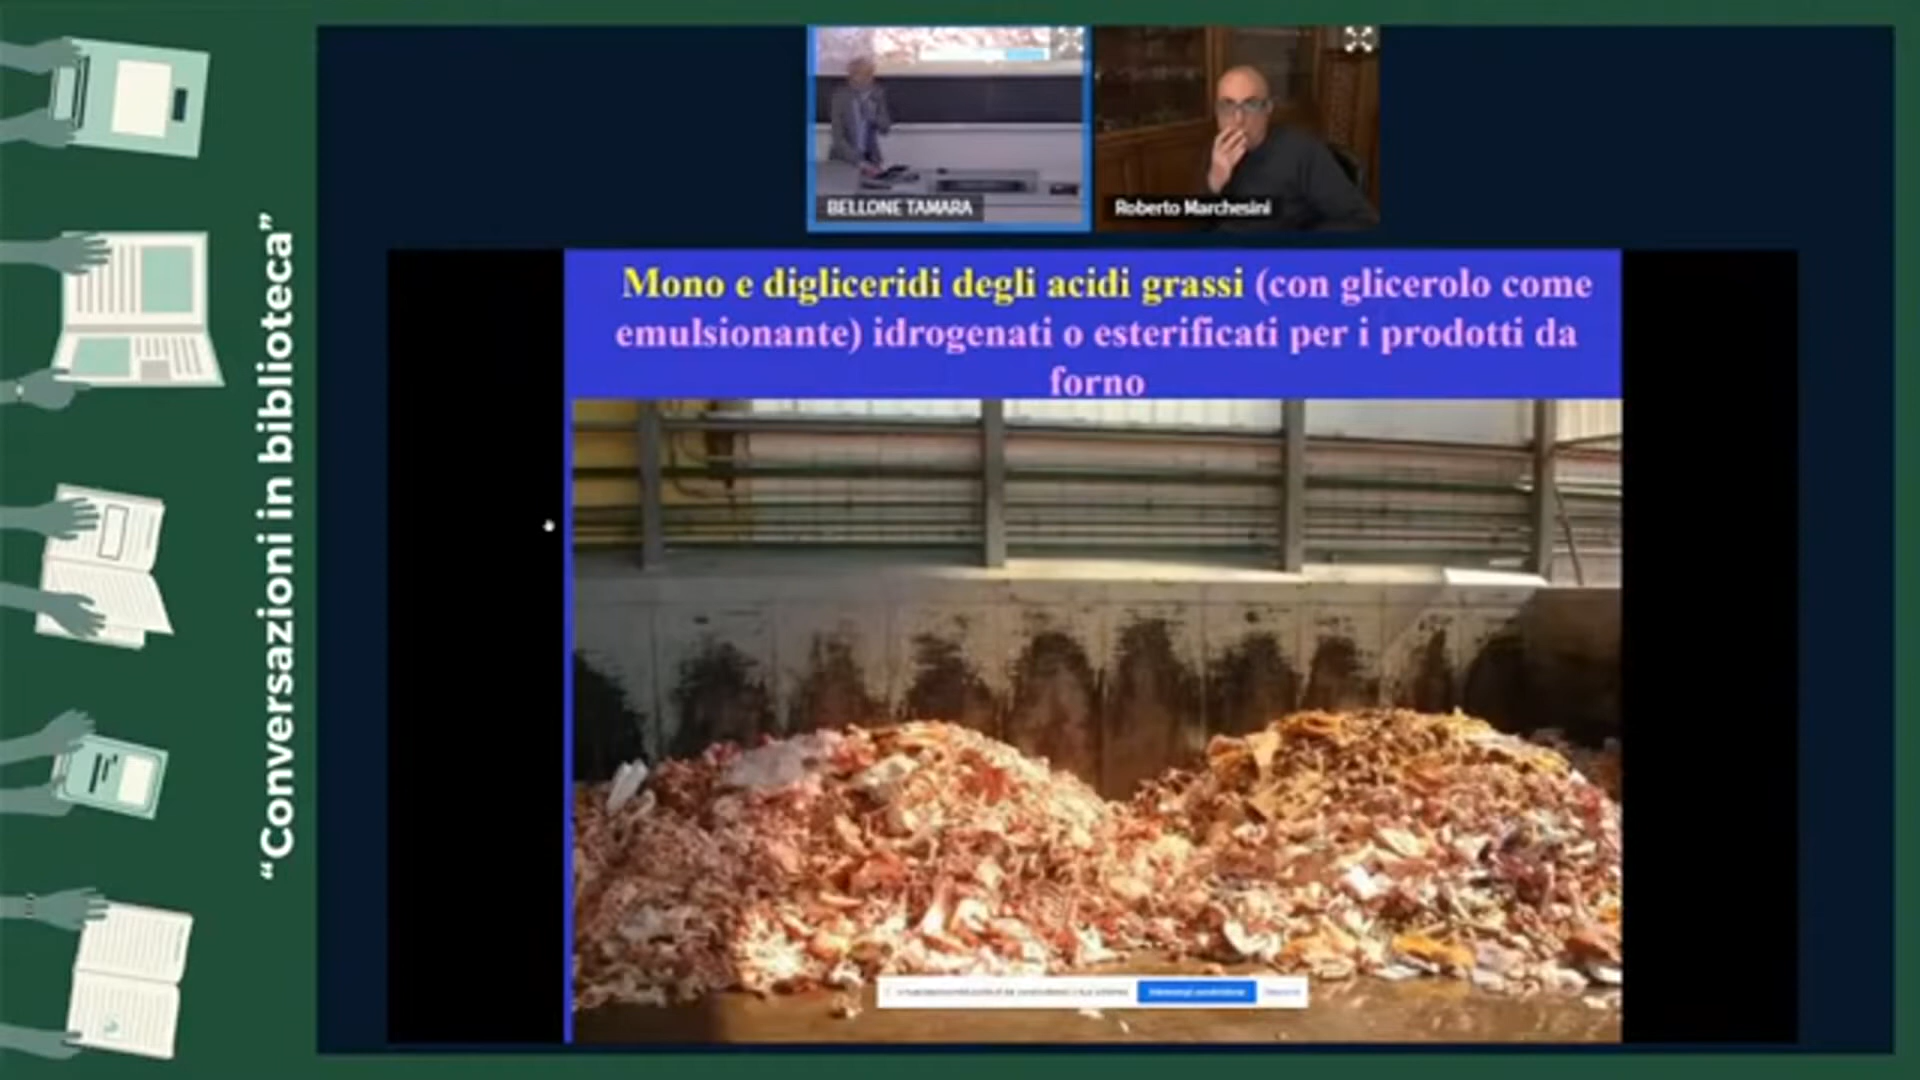 “Conversazioni in biblioteca”
BELLONE TAMARA
Roberto Marchesini
Mono e digliceridi degli acidi grassi (con glicerolo come
emulsionante) idrogenati o esterificati per i prodotti da
forno